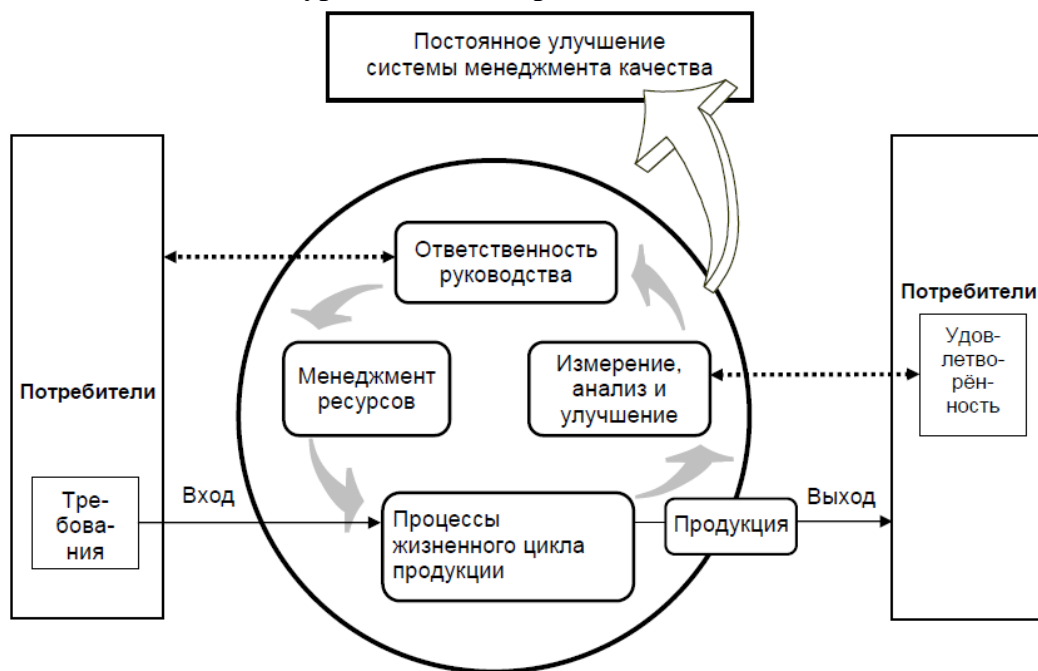 Постоянное улучшение
системы менеджмента качества
Потребители
Тре-
бова-
ния
Вход
Ответственность
руководства
Менеджмент
ресурсов
Измерение,
анализ и
улучшение
Процессы
жизненного цикла
продукции
Продукция
Выход
Потребители
Удов-
летво-
рён-
ность